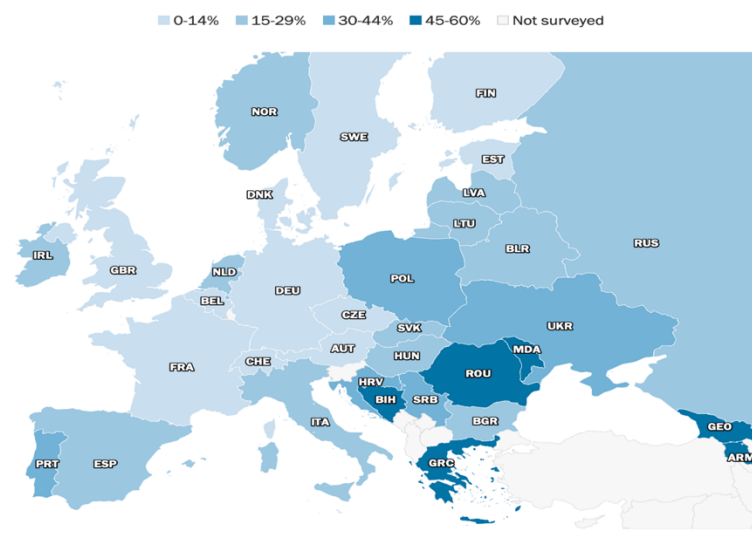 0-14% 15-29% 30-44% 45-60% Not surveyed
FIN
NOR
SWE
EST
DNK
LVA
LTU
RUS
BLR
IRL
GBR
NLD
POL
DEU
BEL
CZE
UKR
SVK
AUT
MDA
HUN
CHE
FRA
ROU
HRV
BIH
SRB
ITA
BGR
GEO
ARM
PRT
ESP
GRC